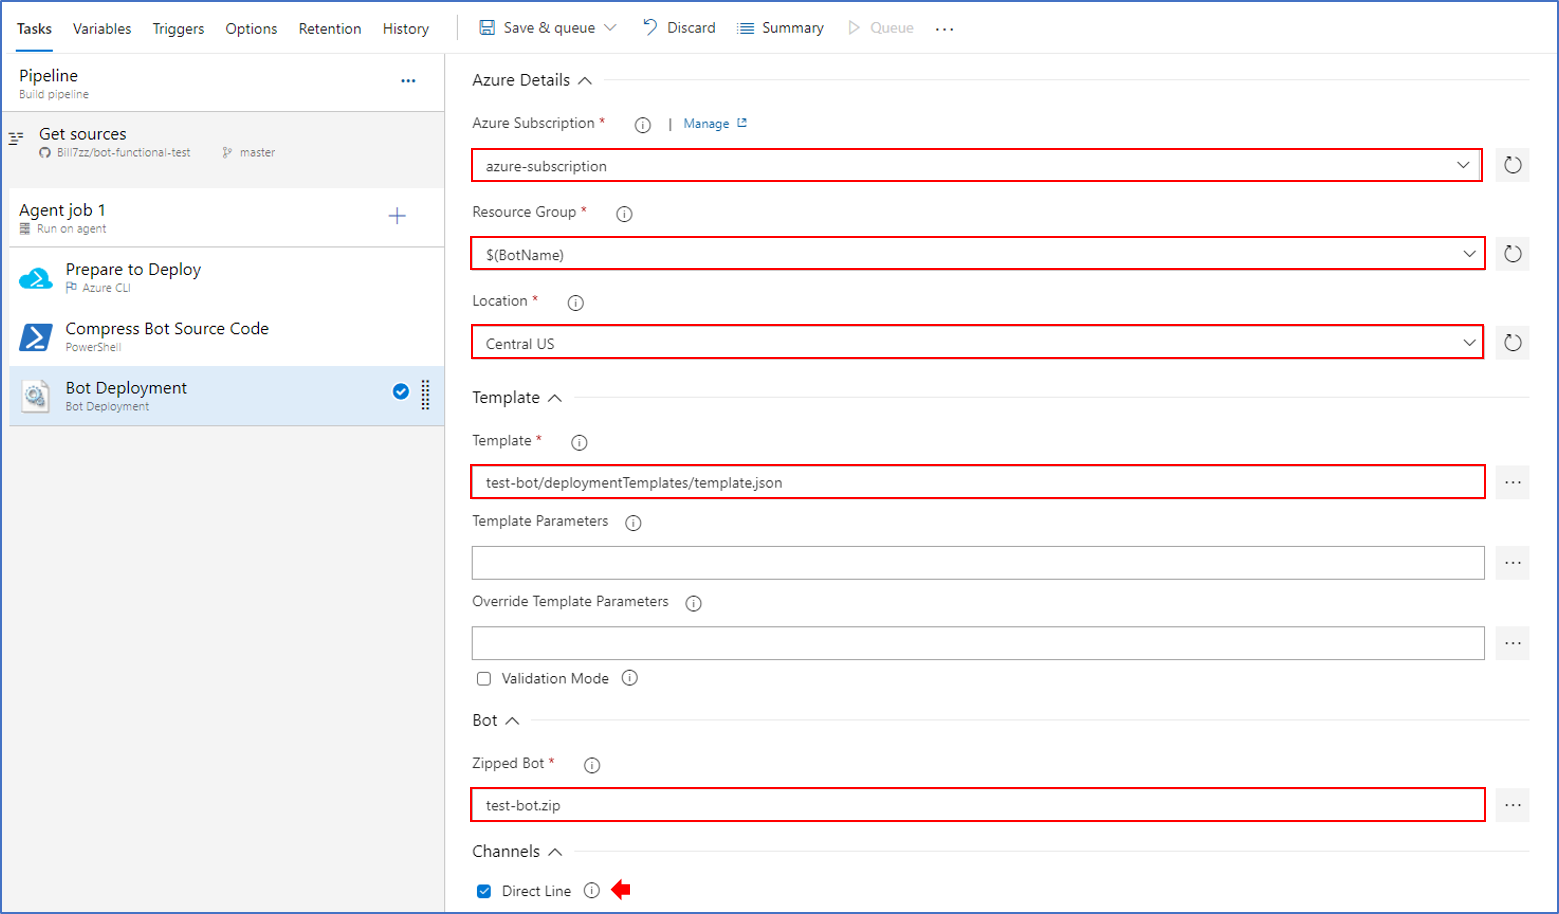 Tasks Variables Triggers Options Retention History Save & queue Discard Summary Queue ...
Pipeline ...
Build pipeline
Get sources
Bill7zz/bot-functional-test master
Agent job 1
Run on agent
Prepare to Deploy
Azure CLI
Compress Bot Source Code
PowerShell
Bot Deployment
Bot Deployment
Azure Details
Azure Subscription * | Manage
azure-subscription
Resource Group *
$(BotName)
Location *
Central US
Template
Template *
test-bot/deploymentTemplates/template.json ...
Template Parameters
...
Override Template Parameters
...
Validation Mode
Bot
Zipped Bot *
test-bot.zip ...
Channels
Direct Line